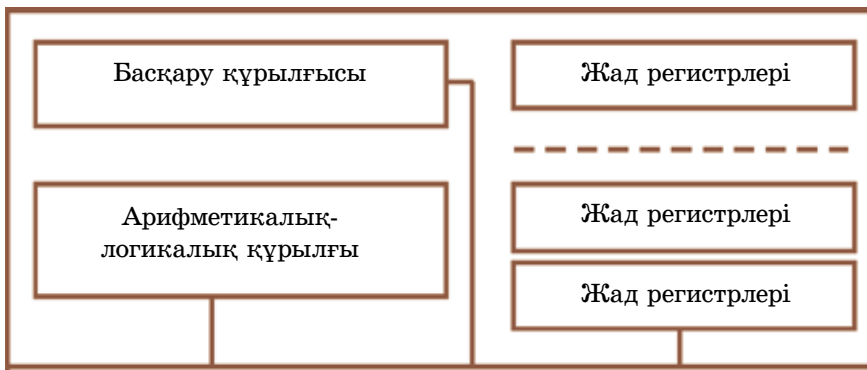 Басқару құрылғысы
Жад регистрлері
Арифметикалық-
логикалық құрылғы
Жад регистрлері
Жад регистрлері